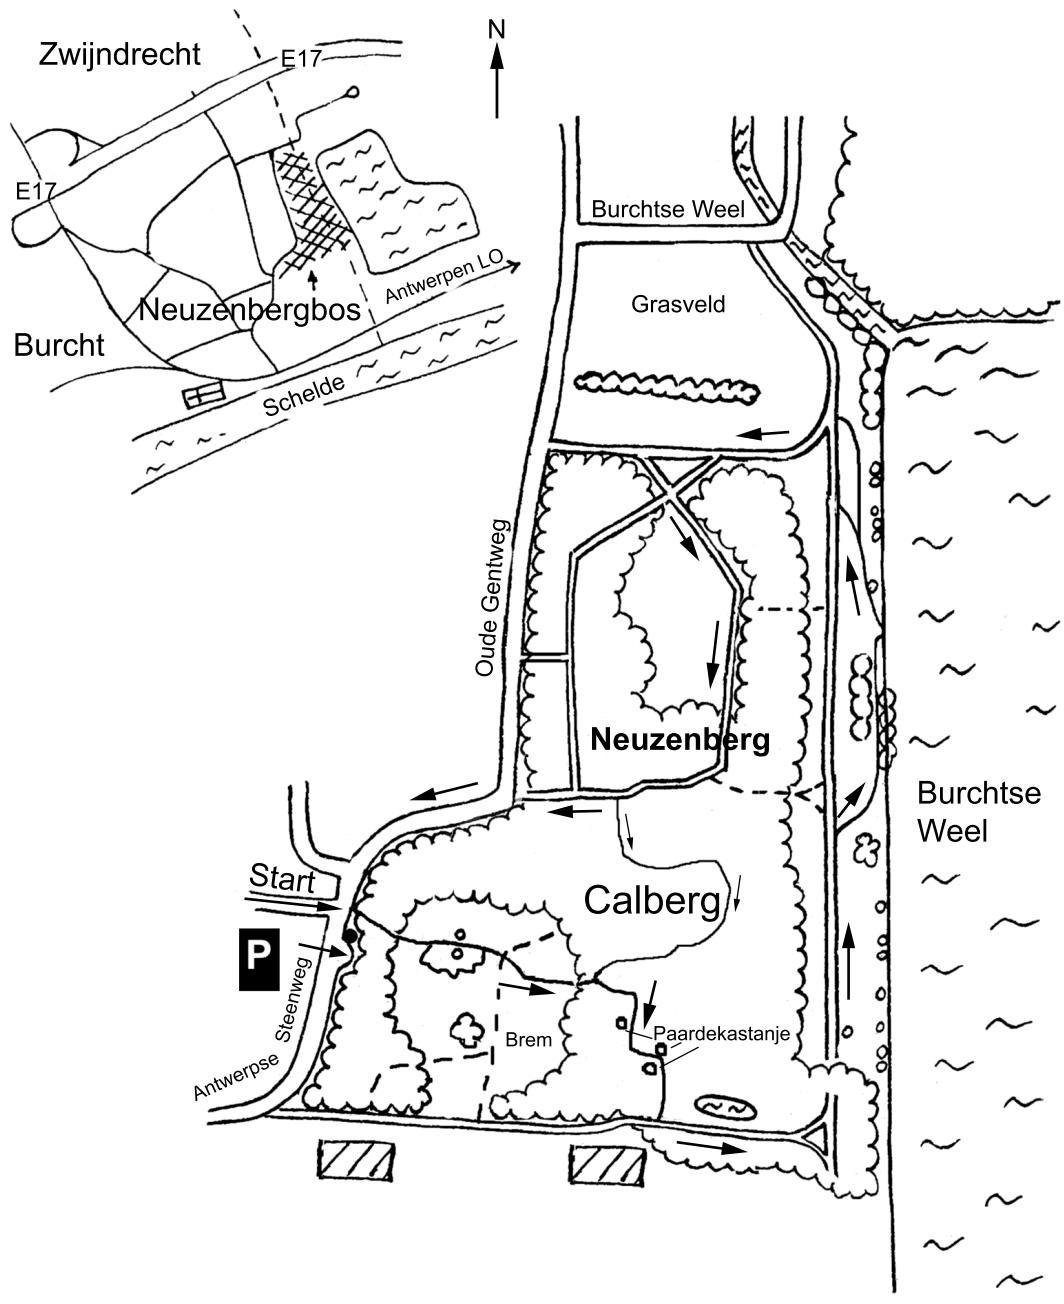 Zwijndrecht
E17
N
E17
Burchtse Weel
Antwerpen LO
Grasveld
Neuzenbergbos
Burcht
Schelde
Oude Gentweg
Neuzenberg
Burchtse
Weel
Start
Calberg
P
Antwerpse Steenweg
Brem
Paardekastanje